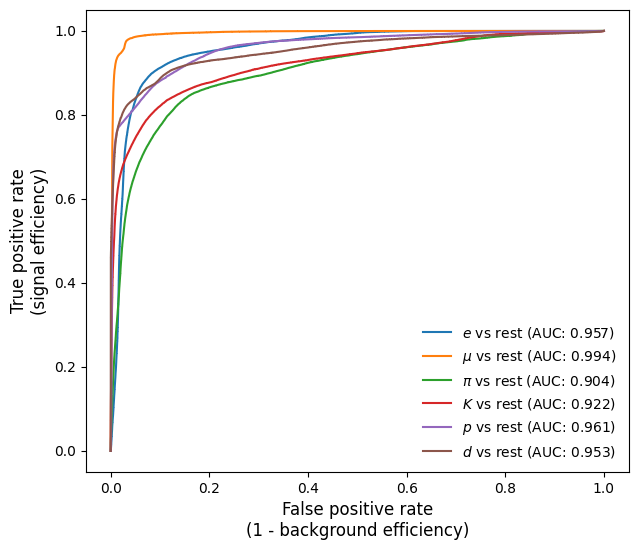 1.0
0.8
0.6
0.4
0.2
0.0
True positive rate
(signal efficiency)
e vs rest (AUC: 0.957)
μ vs rest (AUC: 0.994)
π vs rest (AUC: 0.904)
K vs rest (AUC: 0.922)
p vs rest (AUC: 0.961)
d vs rest (AUC: 0.953)
0.0 0.2 0.4 0.6 0.8 1.0
False positive rate
(1 - background efficiency)